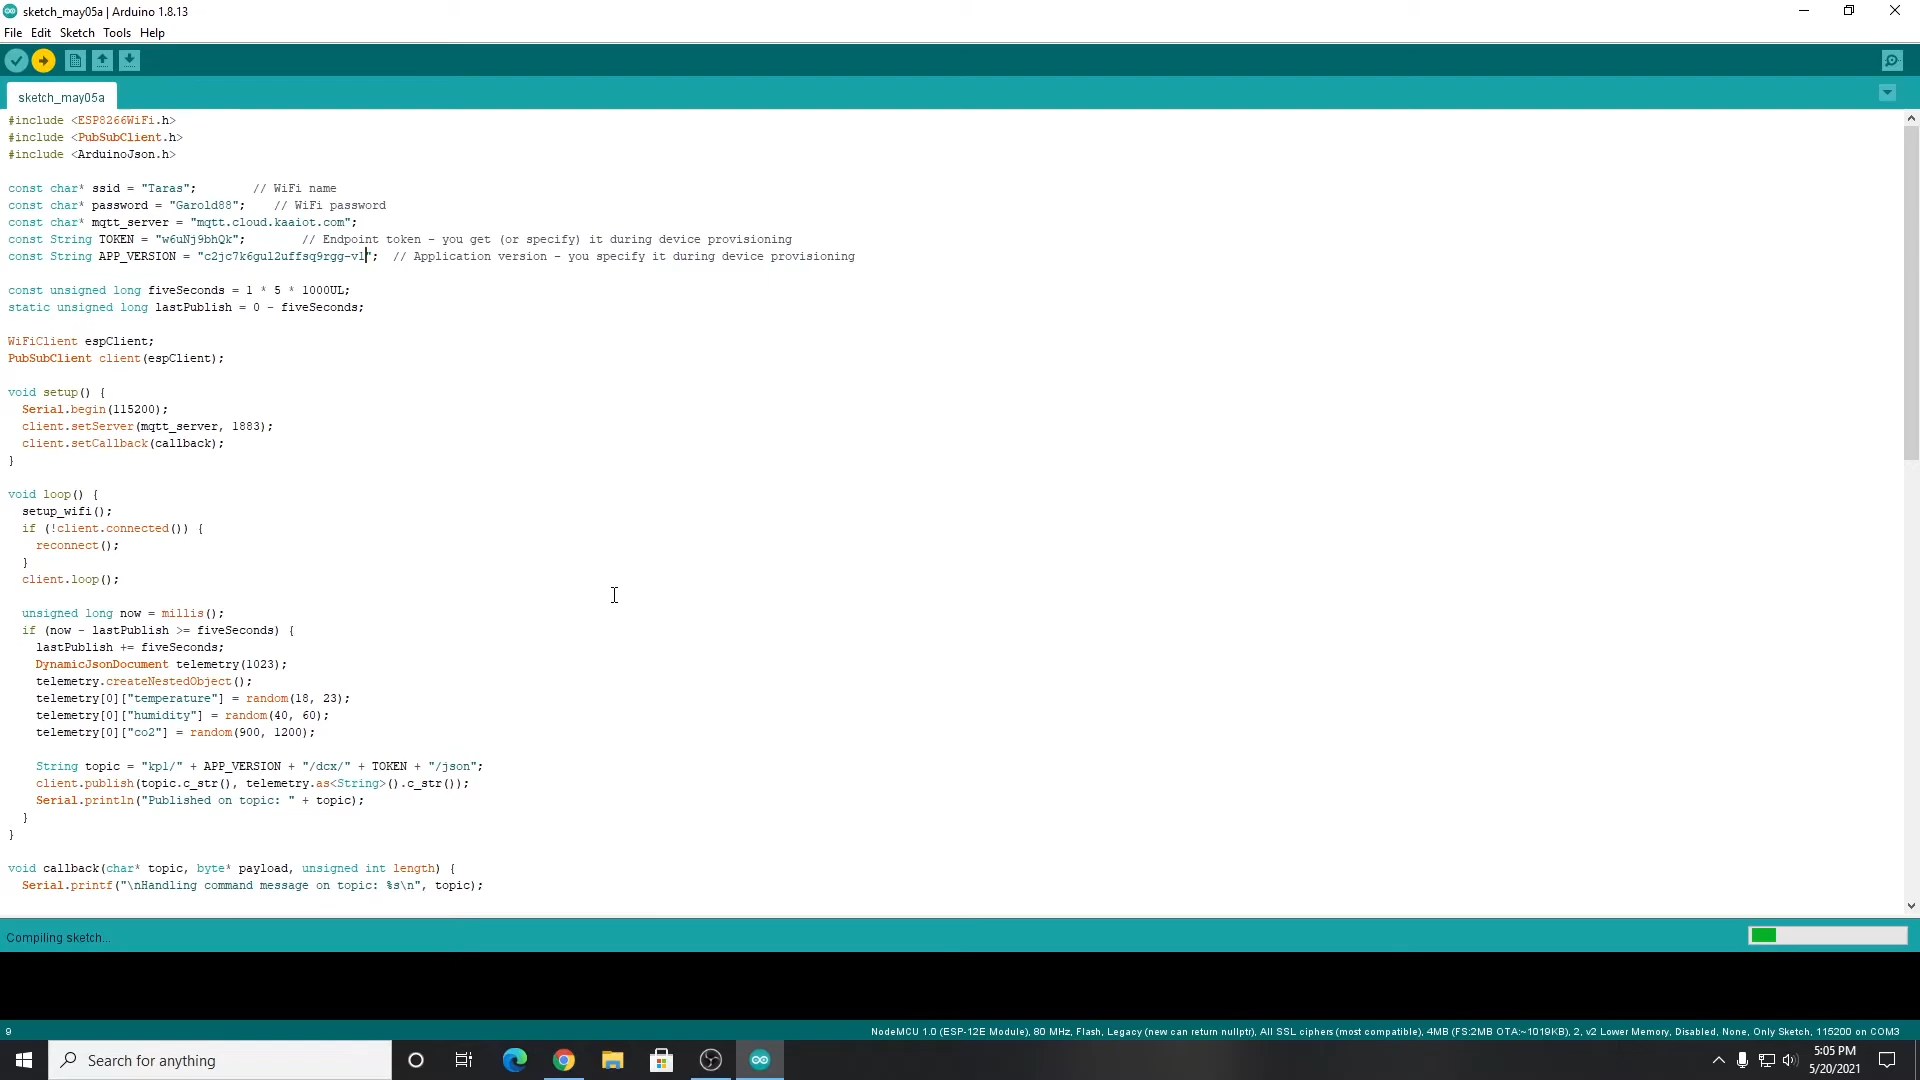 sketch_may05a | Arduino 1.8.13
File Edit Sketch Tools Help
sketch_may05a
#include <ESP8266WiFi.h>
#include <PubSubClient.h>
#include <ArduinoJson.h>
const char* ssid = "Taras";        // WiFi name
const char* password = "Garold88";    // WiFi password
const char* mqtt_server = "mqtt.cloud.kaaiot.com";
const String TOKEN = "w6uNj9bhQk";        // Endpoint token - you get (or specify) it during device provisioning
const String APP_VERSION = "c2jc7k6gul2uffsq9rgg-v1";  // Application version - you specify it during device provisioning
const unsigned long fiveSeconds = 1 * 5 * 1000UL;
static unsigned long lastPublish = 0 - fiveSeconds;
WiFiClient espClient;
PubSubClient client(espClient);
void setup() {
  Serial.begin(115200);
  client.setServer(mqtt_server, 1883);
  client.setCallback(callback);
}
void loop() {
  setup_wifi();
  if (!client.connected()) {
    reconnect();
  }
  client.loop();
  unsigned long now = millis();
  if (now - lastPublish >= fiveSeconds) {
    lastPublish += fiveSeconds;
    DynamicJsonDocument telemetry(1023);
    telemetry.createNestedObject();
    telemetry[0]["temperature"] = random(18, 23);
    telemetry[0]["humidity"] = random(40, 60);
    telemetry[0]["co2"] = random(900, 1200);
    String topic = "kp1/" + APP_VERSION + "/dcx/" + TOKEN + "/json";
    client.publish(topic.c_str(), telemetry.as<String>().c_str());
    Serial.println("Published on topic: " + topic);
  }
}
void callback(char* topic, byte* payload, unsigned int length) {
  Serial.printf("\nHandling command message on topic: %s\n", topic);
Compiling sketch...
9
NodeMCU 1.0 (ESP-12E Module), 80 MHz, Flash, Legacy (new can return nullptr), All SSL ciphers (most compatible), 4MB (FS:2MB OTA:~1019KB), 2, v2 Lower Memory, Disabled, None, Only Sketch, 115200 on COM3
Search for anything
5:05 PM
5/20/2021